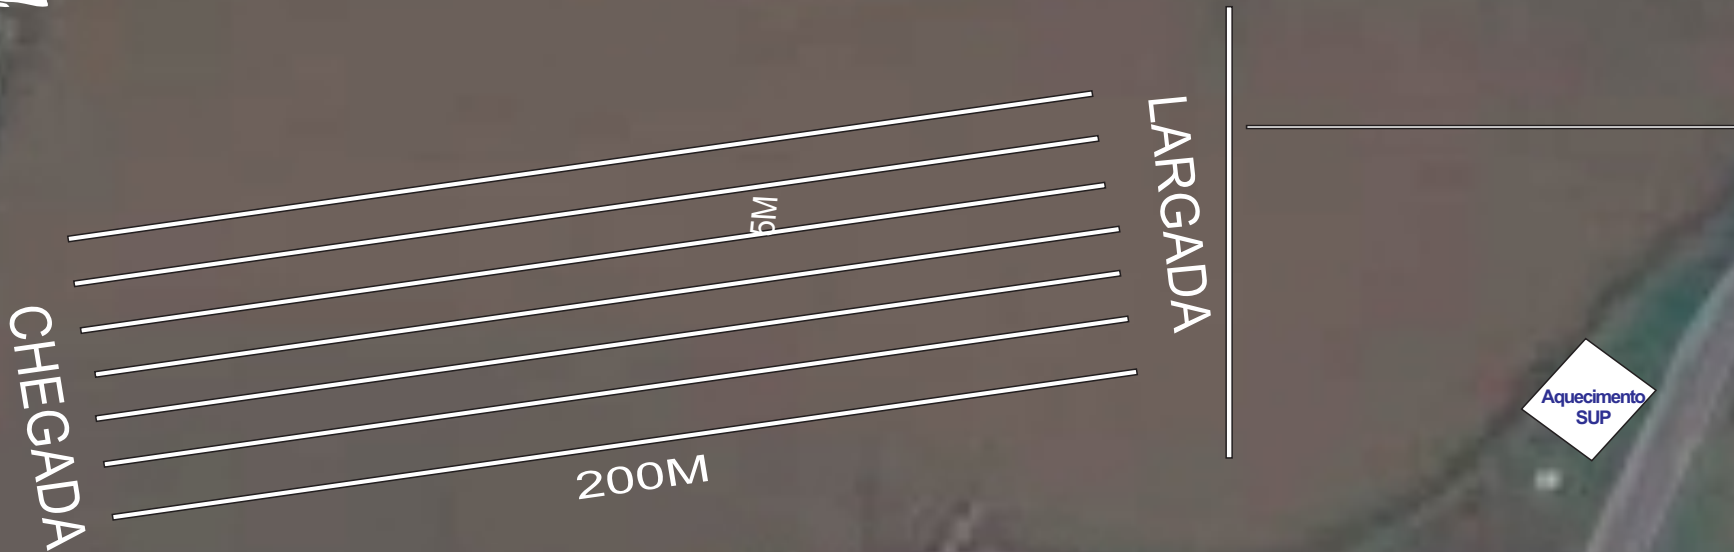 LARGADA
5M
CHEGADA
200M
Aquecimento
SUP